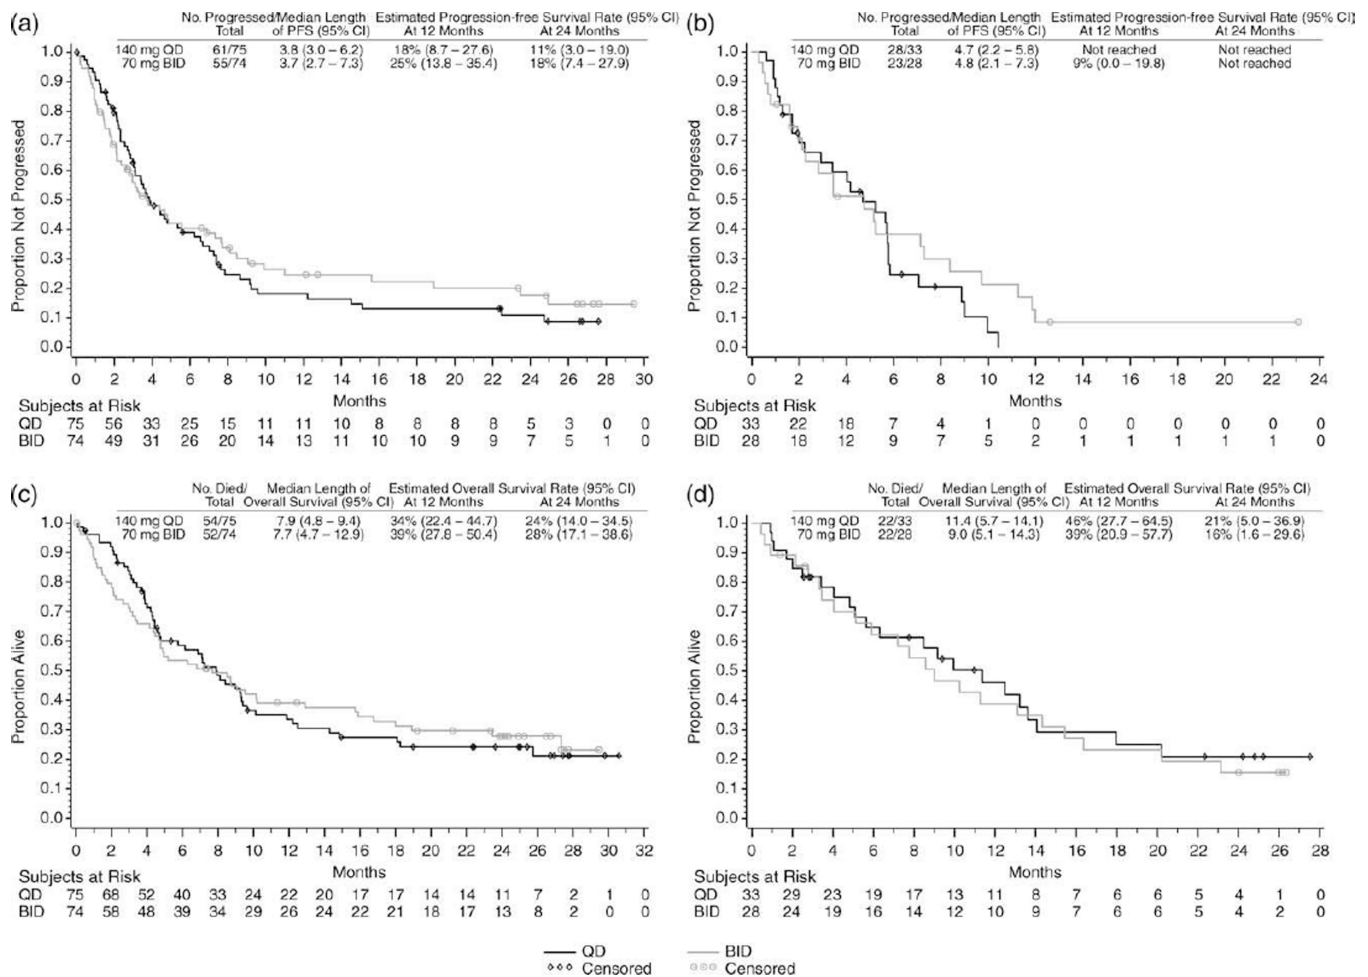 (a)
No. Progressed/Median Length Estimated Progression-free Survival Rate (95% CI)
Total of PFS (95% CI) At 12 Months At 24 Months
140 mg QD 61/75 3.8 (3.0 – 6.2) 18% (8.7 – 27.6) 11% (3.0 – 19.0)
70 mg BID 55/74 3.7 (2.7 – 7.3) 25% (13.8 – 35.4) 18% (7.4 – 27.9)
Proportion Not Progressed
1.0
0.9
0.8
0.7
0.6
0.5
0.4
0.3
0.2
0.1
0.0
0 2 4 6 8 10 12 14 16 18 20 22 24 26 28 30
Months
Subjects at Risk
QD 75 56 33 25 15 11 11 10 8 8 8 8 5 3 0 0
BID 74 49 31 26 20 14 13 11 10 10 9 9 7 5 1 0
(b)
No. Progressed/Median Length Estimated Progression-free Survival Rate (95% CI)
Total of PFS (95% CI) At 12 Months At 24 Months
140 mg QD 28/33 4.7 (2.2 – 5.8) Not reached Not reached
70 mg BID 23/28 4.8 (2.1 – 7.3) 9% (0.0 – 19.8) Not reached
Proportion Not Progressed
1.0
0.9
0.8
0.7
0.6
0.5
0.4
0.3
0.2
0.1
0.0
0 2 4 6 8 10 12 14 16 18 20 22 24
Months
Subjects at Risk
QD 33 22 18 7 4 1 0 0 0 0 0 0 0
BID 28 18 12 9 7 5 2 1 1 1 1 1 0
(c)
No. Died/ Median Length of Estimated Overall Survival Rate (95% CI)
Total Overall Survival (95% CI) At 12 Months At 24 Months
140 mg QD 54/75 7.9 (4.8 – 9.4) 34% (22.4 – 44.7) 24% (14.0 – 34.5)
70 mg BID 52/74 7.7 (4.7 – 12.9) 39% (27.8 – 50.4) 28% (17.1 – 38.6)
Proportion Alive
1.0
0.9
0.8
0.7
0.6
0.5
0.4
0.3
0.2
0.1
0.0
0 2 4 6 8 10 12 14 16 18 20 22 24 26 28 30 32
Months
Subjects at Risk
QD 75 68 52 40 33 24 22 20 17 17 14 14 11 7 2 1 0
BID 74 58 48 39 34 29 26 24 22 21 18 17 13 8 2 0 0
(d)
No. Died/ Median Length of Estimated Overall Survival Rate (95% CI)
Total Overall Survival (95% CI) At 12 Months At 24 Months
140 mg QD 22/33 11.4 (5.7 – 14.1) 46% (27.7 – 64.5) 21% (5.0 – 36.9)
70 mg BID 22/28 9.0 (5.1 – 14.3) 39% (20.9 – 57.7) 16% (1.6 – 29.6)
Proportion Alive
1.0
0.9
0.8
0.7
0.6
0.5
0.4
0.3
0.2
0.1
0.0
0 2 4 6 8 10 12 14 16 18 20 22 24 26 28
Months
Subjects at Risk
QD 33 29 23 19 17 13 11 8 7 6 6 5 4 1 0
BID 28 24 19 16 14 12 10 9 7 6 6 5 4 2 0
QD BID
Censored Censored